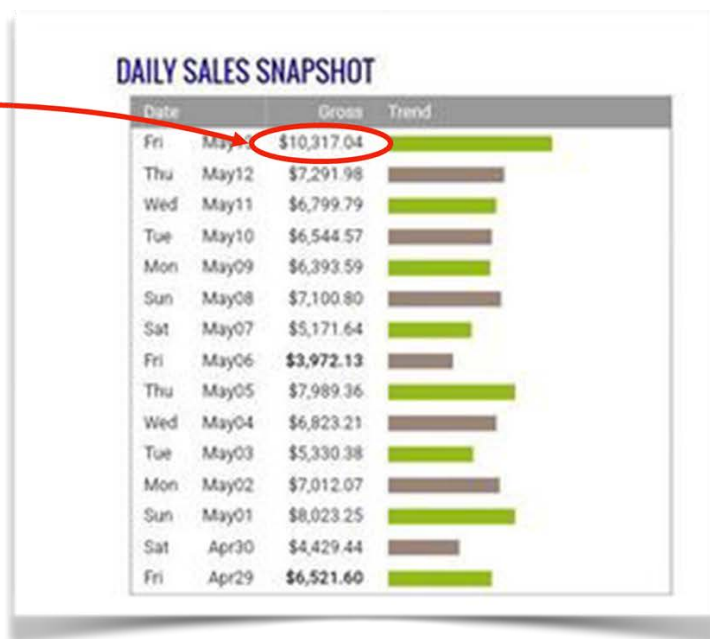 DAILY SALES SNAPSHOT
Date Gross Trend
Fri $10,317.04
Thu May12 $7,291.98
Wed May11 $6,799.79
Tue May10 $6,544.57
Mon May09 $6,393.59
Sun May08 $7,100.80
Sat May07 $5,171.64
Fri May06 $3,972.13
Thu May05 $7,989.36
Wed May04 $6,823.21
Tue May03 $5,330.38
Mon May02 $7,012.07
Sun May01 $8,023.25
Sat Apr30 $4,429.44
Fri Apr29 $6,521.60